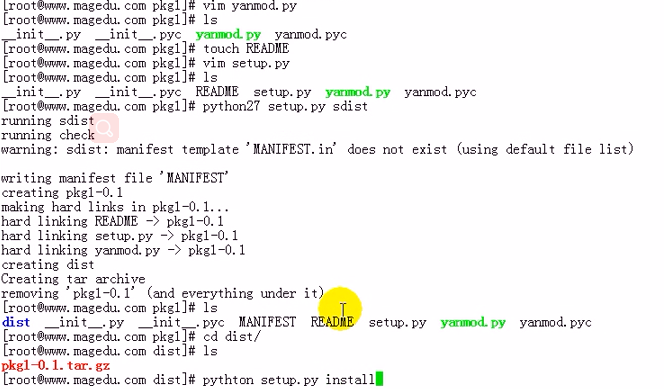 [root@www.magedu.com pkg1]# vim yanmod.py
[root@www.magedu.com pkg1]# ls
__init__.py  __init__.pyc  yanmod.py  yanmod.pyc
[root@www.magedu.com pkg1]# touch README
[root@www.magedu.com pkg1]# vim setup.py
[root@www.magedu.com pkg1]# ls
__init__.py  __init__.pyc  README  setup.py  yanmod.py  yanmod.pyc
[root@www.magedu.com pkg1]# python27 setup.py sdist
running sdist
running check
warning: sdist: manifest template 'MANIFEST.in' does not exist (using default file list)
writing manifest file 'MANIFEST'
creating pkg1-0.1
making hard links in pkg1-0.1...
hard linking README -> pkg1-0.1
hard linking setup.py -> pkg1-0.1
hard linking yanmod.py -> pkg1-0.1
creating dist
Creating tar archive
removing 'pkg1-0.1' (and everything under it)
[root@www.magedu.com pkg1]# ls
dist  __init__.py  __init__.pyc  MANIFEST  README  setup.py  yanmod.py  yanmod.pyc
[root@www.magedu.com pkg1]# cd dist/
[root@www.magedu.com dist]# ls
pkg1-0.1.tar.gz
[root@www.magedu.com dist]# pythton setup.py install